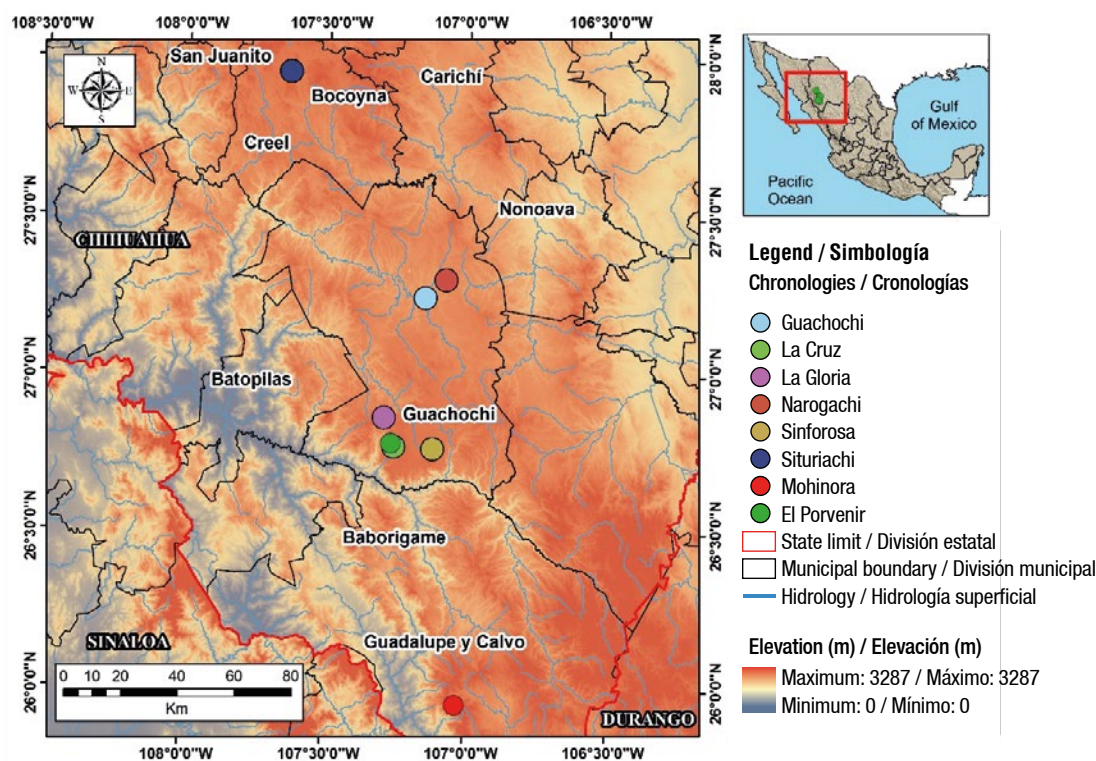 108°30'0"W 108°0'0"W 107°30'0"W 107°0'0"W 106°30'0"W
28°0'0"N
27°30'0"N
27°0'0"N
26°30'0"N
26°0'0"N
N
W E
S
San Juanito
Carichí
Bocoyna
Creel
Nonoava
CHIHUAHUA
Batopilas
Guachochi
Baborigame
SINALOA
Guadalupe y Calvo
DURANGO
0 10 20 40 60 80
Km
28°0'0"N
27°30'0"N
27°0'0"N
26°30'0"N
26°0'0"N
108°0'0"W 107°30'0"W 107°0'0"W 106°30'0"W
Gulf
of Mexico
Pacific
Ocean
Legend / Simbología
Chronologies / Cronologías
Guachochi
La Cruz
La Gloria
Narogachi
Sinforosa
Situriachi
Mohinora
El Porvenir
State limit / División estatal
Municipal boundary / División municipal
Hidrology / Hidrología superficial
Elevation (m) / Elevación (m)
Maximum: 3287 / Máximo: 3287
Minimum: 0 / Mínimo: 0